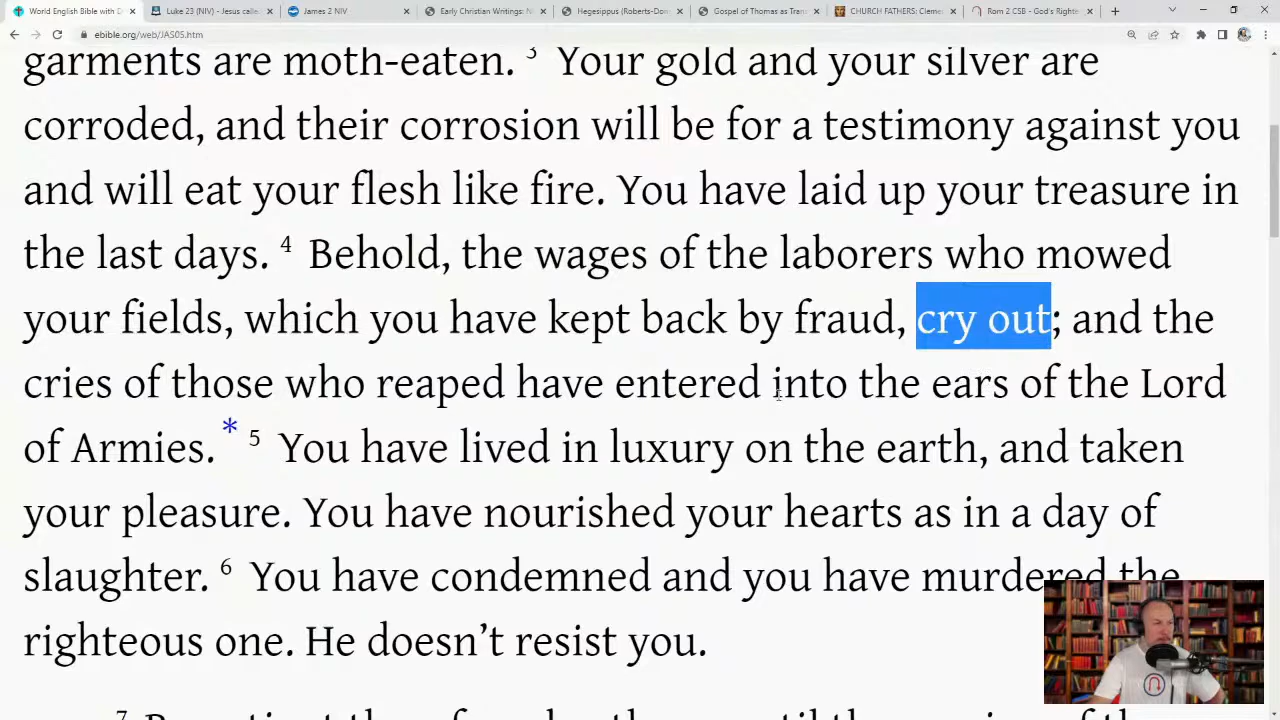 World English Bible with D
Luke 23 (NIV) - Jesus calle
James 2 NIV
Early Christian Writings: N
Hegesippus (Roberts-Don
Gospel of Thomas as Tran
CHURCH FATHERS: Cleme
Rom 2 CSB - God's Right
ebible.org/web/JAS05.htm
garments are moth-eaten. 3 Your gold and your silver are
corroded, and their corrosion will be for a testimony against you
and will eat your flesh like fire. You have laid up your treasure in
the last days. 4 Behold, the wages of the laborers who mowed
your fields, which you have kept back by fraud, cry out; and the
cries of those who reaped have entered into the ears of the Lord
of Armies. * 5 You have lived in luxury on the earth, and taken
your pleasure. You have nourished your hearts as in a day of
slaughter. 6 You have condemned and you have murdered the
righteous one. He doesn’t resist you.
7